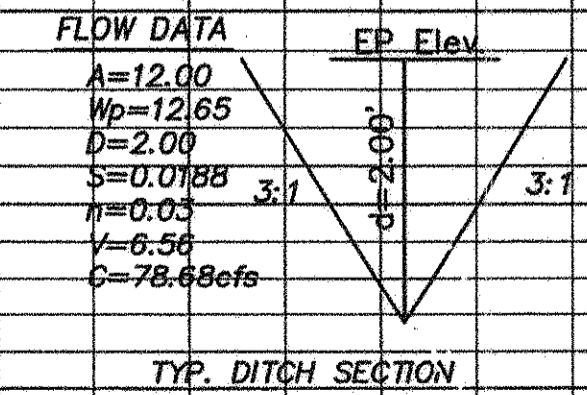 FLOW DATA
A=12.00
Wp=12.65
D=2.00
S=0.0188
n=0.03
V=6.56
C=78.68cfs
EP Elev.
d=2.00'
3:1
3:1
TYP. DITCH SECTION